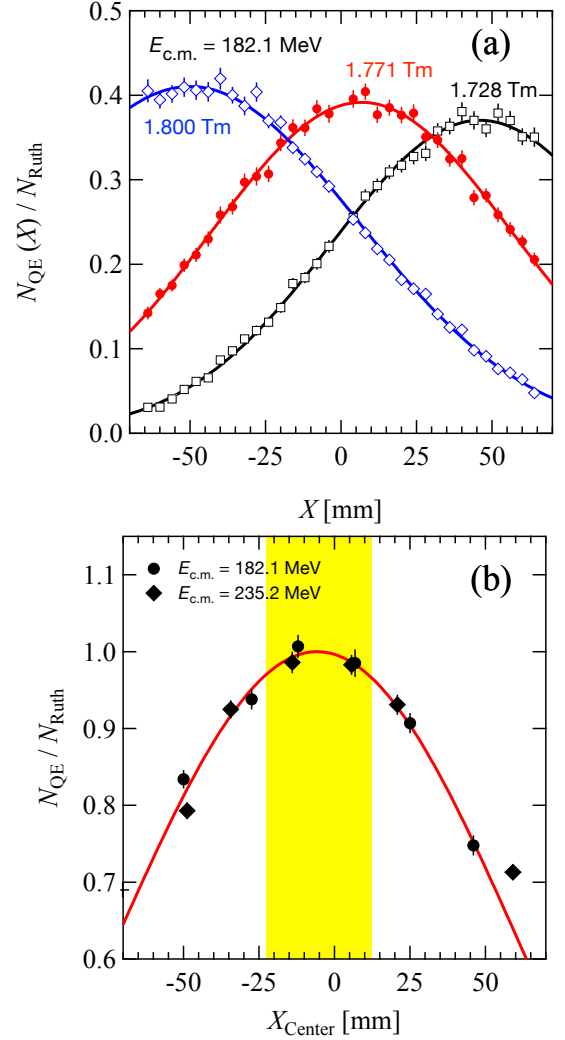 E_c.m. = 182.1 MeV
(a)
1.771 Tm
1.728 Tm
1.800 Tm
0.5
0.4
0.3
0.2
0.1
0.0
N_QE (X) / N_Ruth
-50
-25
0
25
50
X [mm]
E_c.m. = 182.1 MeV
E_c.m. = 235.2 MeV
(b)
1.1
1.0
0.9
0.8
0.7
0.6
N_QE / N_Ruth
-50
-25
0
25
50
X_Center [mm]